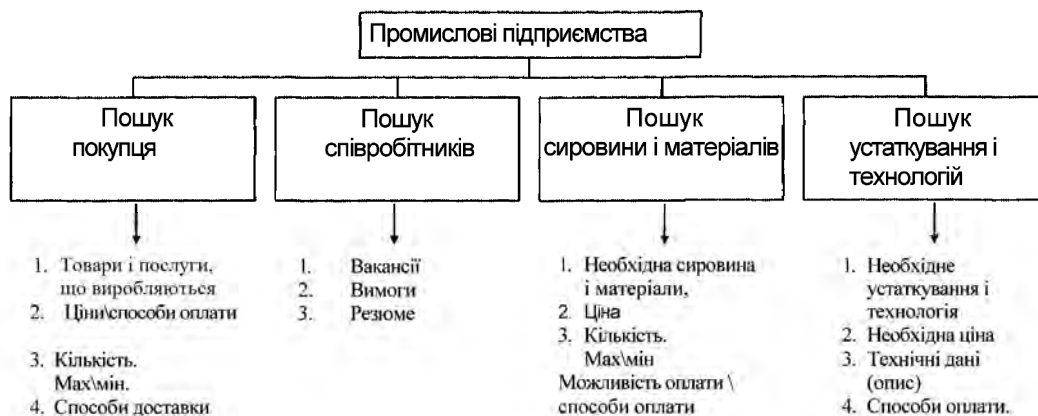 Промислові підприємства
Пошук
покупця
Пошук
співробітників
Пошук
сировини і матеріалів
Пошук
устаткування і
технологій
1. Товари і послуги,
що виробляються
2. Ціни\способи оплати
3. Кількість.
Мах\мін.
4. Способи доставки
1. Вакансії
2. Вимоги
3. Резюме
1. Необхідна сировина
і матеріали,
2. Ціна
3. Кількість.
Мах\мін
Можливість оплати \
способи оплати
1. Необхідне
устаткування і
технологія
2. Необхідна ціна
3. Технічні дані
(опис)
4. Способи оплати.